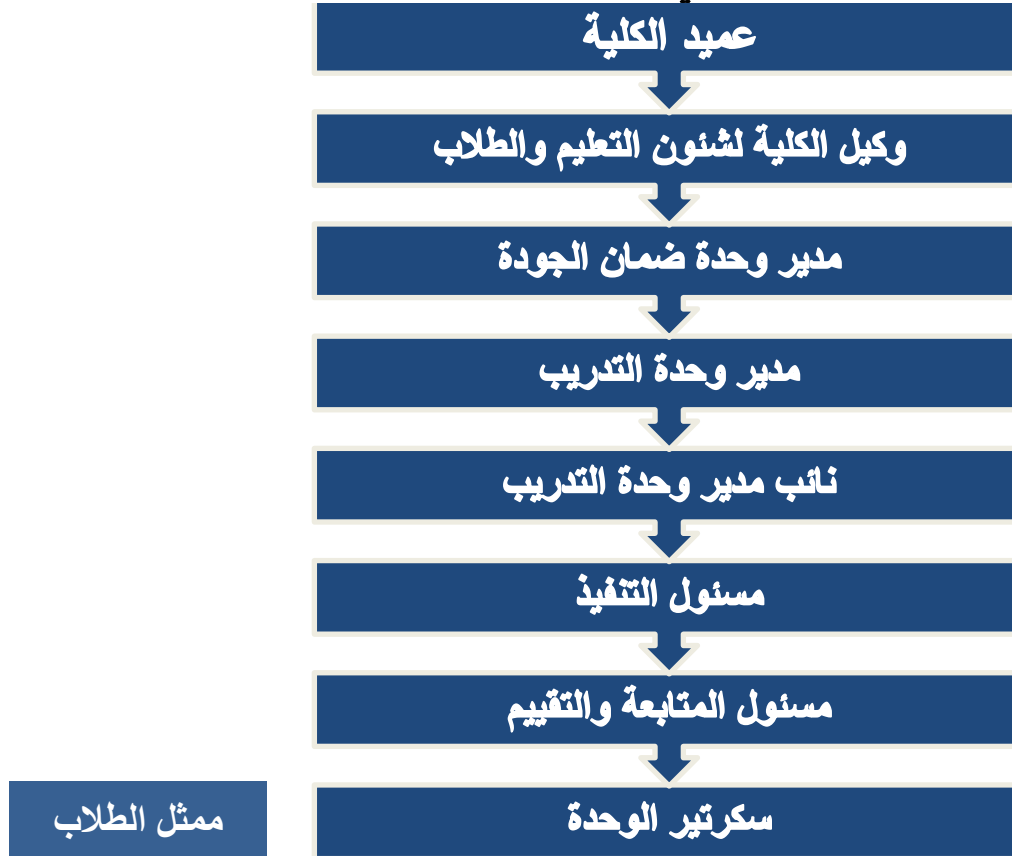 عميد الكلية
وكيل الكلية لشئون التعليم والطلاب
مدير وحدة ضمان الجودة
مدير وحدة التدريب
نائب مدير وحدة التدريب
مسئول التنفيذ
مسئول المتابعة والتقييم
سكرتير الوحدة
ممثل الطلاب